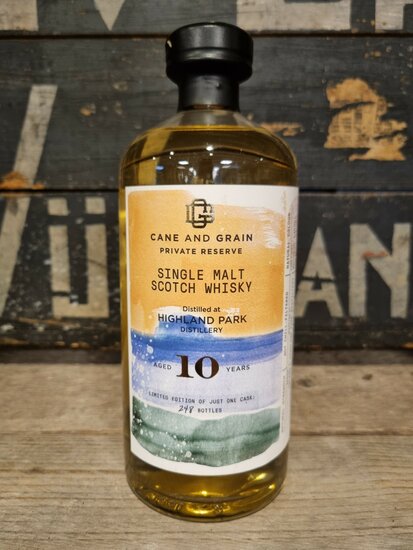 CANE AND GRAIN
PRIVATE RESERVE
SINGLE MALT
SCOTCH WHISKY
Distilled at
HIGHLAND PARK
DISTILLERY
AGED 10 YEARS
LIMITED EDITION OF JUST ONE CASK:
248 BOTTLES